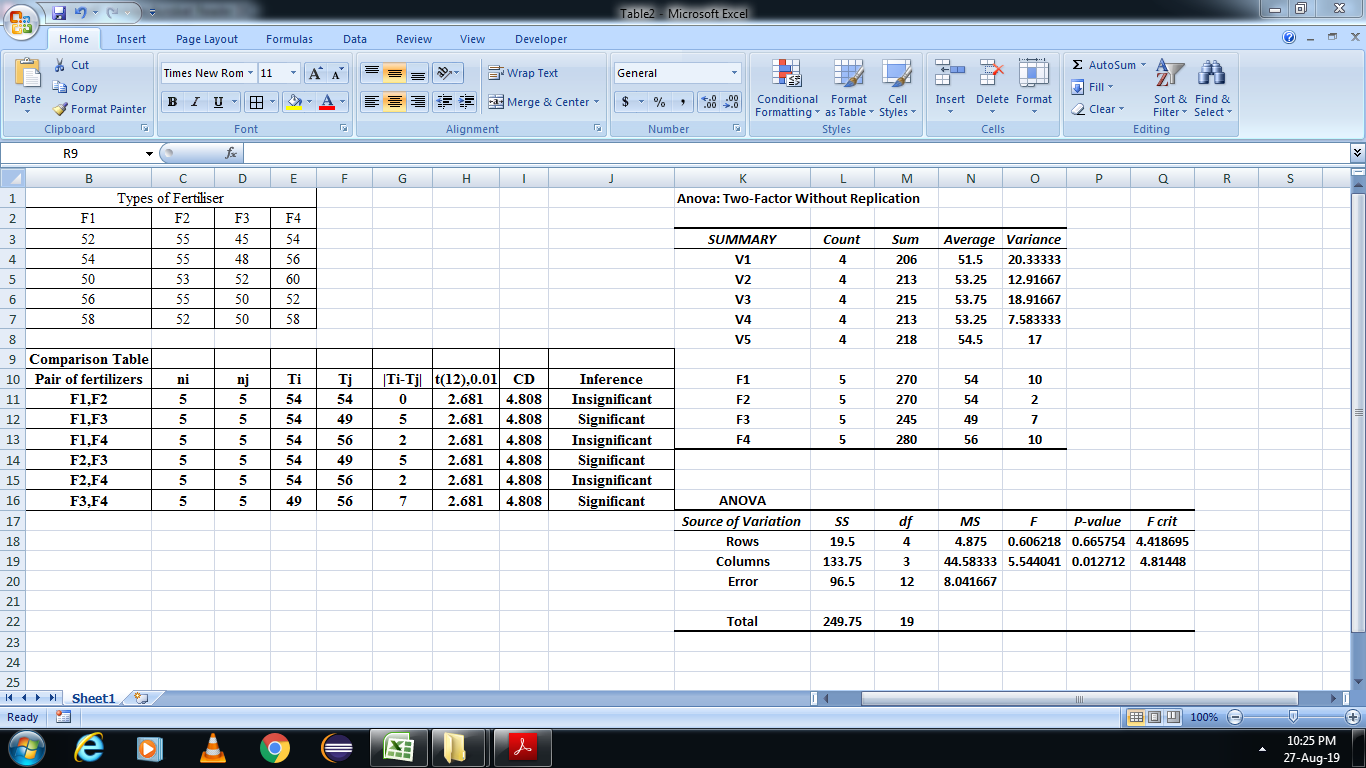 Table2 - Microsoft Excel
Home Insert Page Layout Formulas Data Review View Developer
Paste
Cut
Copy
Format Painter
Clipboard
Times New Rom 11
B I U
Font
Wrap Text
Merge & Center
Alignment
General
$ % ,
Number
Conditional Formatting
Format as Table
Cell Styles
Styles
Insert Delete Format
Cells
Σ AutoSum
Fill
Clear
Sort & Filter
Find & Select
Editing
R9 fx
B C D E F G H I J K L M N O P Q R S
1 Types of Fertiliser Anova: Two-Factor Without Replication
2 F1 F2 F3 F4
3 52 55 45 54 SUMMARY Count Sum Average Variance
4 54 55 48 56 V1 4 206 51.5 20.33333
5 50 53 52 60 V2 4 213 53.25 12.91667
6 56 55 50 52 V3 4 215 53.75 18.91667
7 58 52 50 58 V4 4 213 53.25 7.583333
8 V5 4 218 54.5 17
9 Comparison Table
10 Pair of fertilizers ni nj Ti Tj |Ti-Tj| t(12),0.01 CD Inference F1 5 270 54 10
11 F1,F2 5 5 54 54 0 2.681 4.808 Insignificant F2 5 270 54 2
12 F1,F3 5 5 54 49 5 2.681 4.808 Significant F3 5 245 49 7
13 F1,F4 5 5 54 56 2 2.681 4.808 Insignificant F4 5 280 56 10
14 F2,F3 5 5 54 49 5 2.681 4.808 Significant
15 F2,F4 5 5 54 56 2 2.681 4.808 Insignificant
16 F3,F4 5 5 49 56 7 2.681 4.808 Significant ANOVA
17 Source of Variation SS df MS F P-value F crit
18 Rows 19.5 4 4.875 0.606218 0.665754 4.418695
19 Columns 133.75 3 44.58333 5.544041 0.012712 4.81448
20 Error 96.5 12 8.041667
21
22 Total 249.75 19
23
24
25
Sheet1
Ready 100%
10:25 PM
27-Aug-19